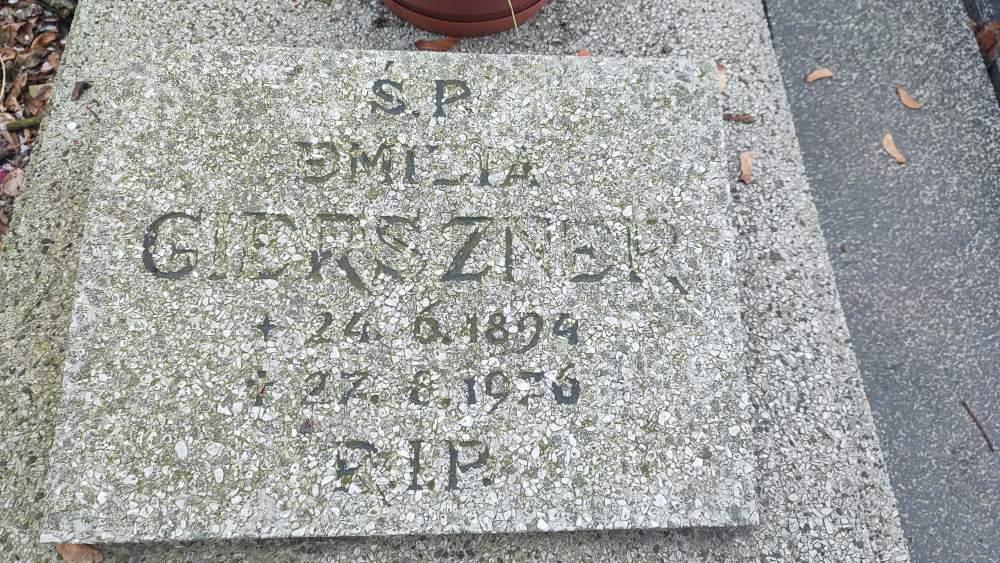 Ś.P.
EMILIA
GIERSZNER
+ 24. 6. 1894
+ 27. 8. 1976
R.I.P.